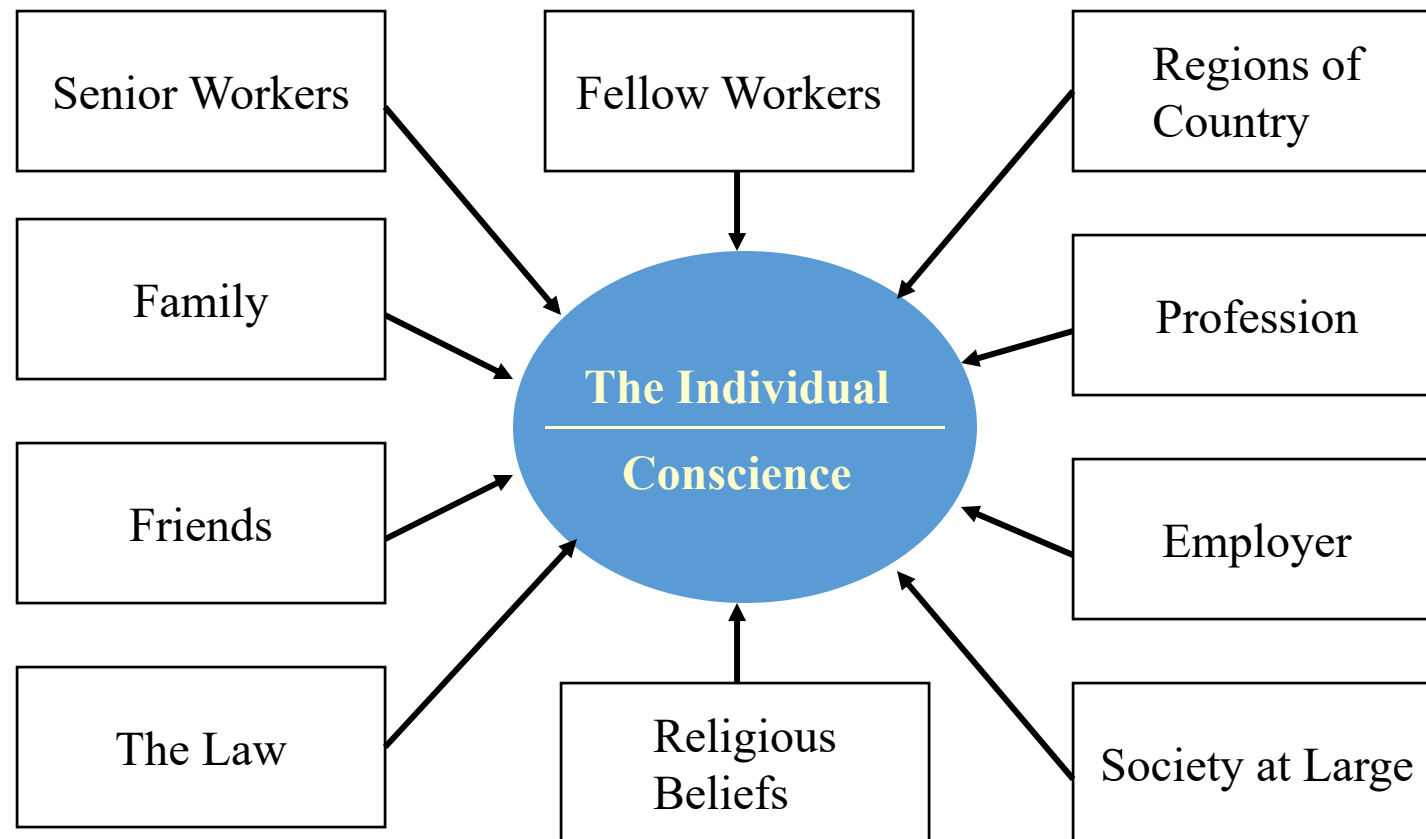 Senior Workers
Fellow Workers
Regions of
Country
Family
Profession
The Individual
Conscience
Friends
Employer
The Law
Religious
Beliefs
Society at Large